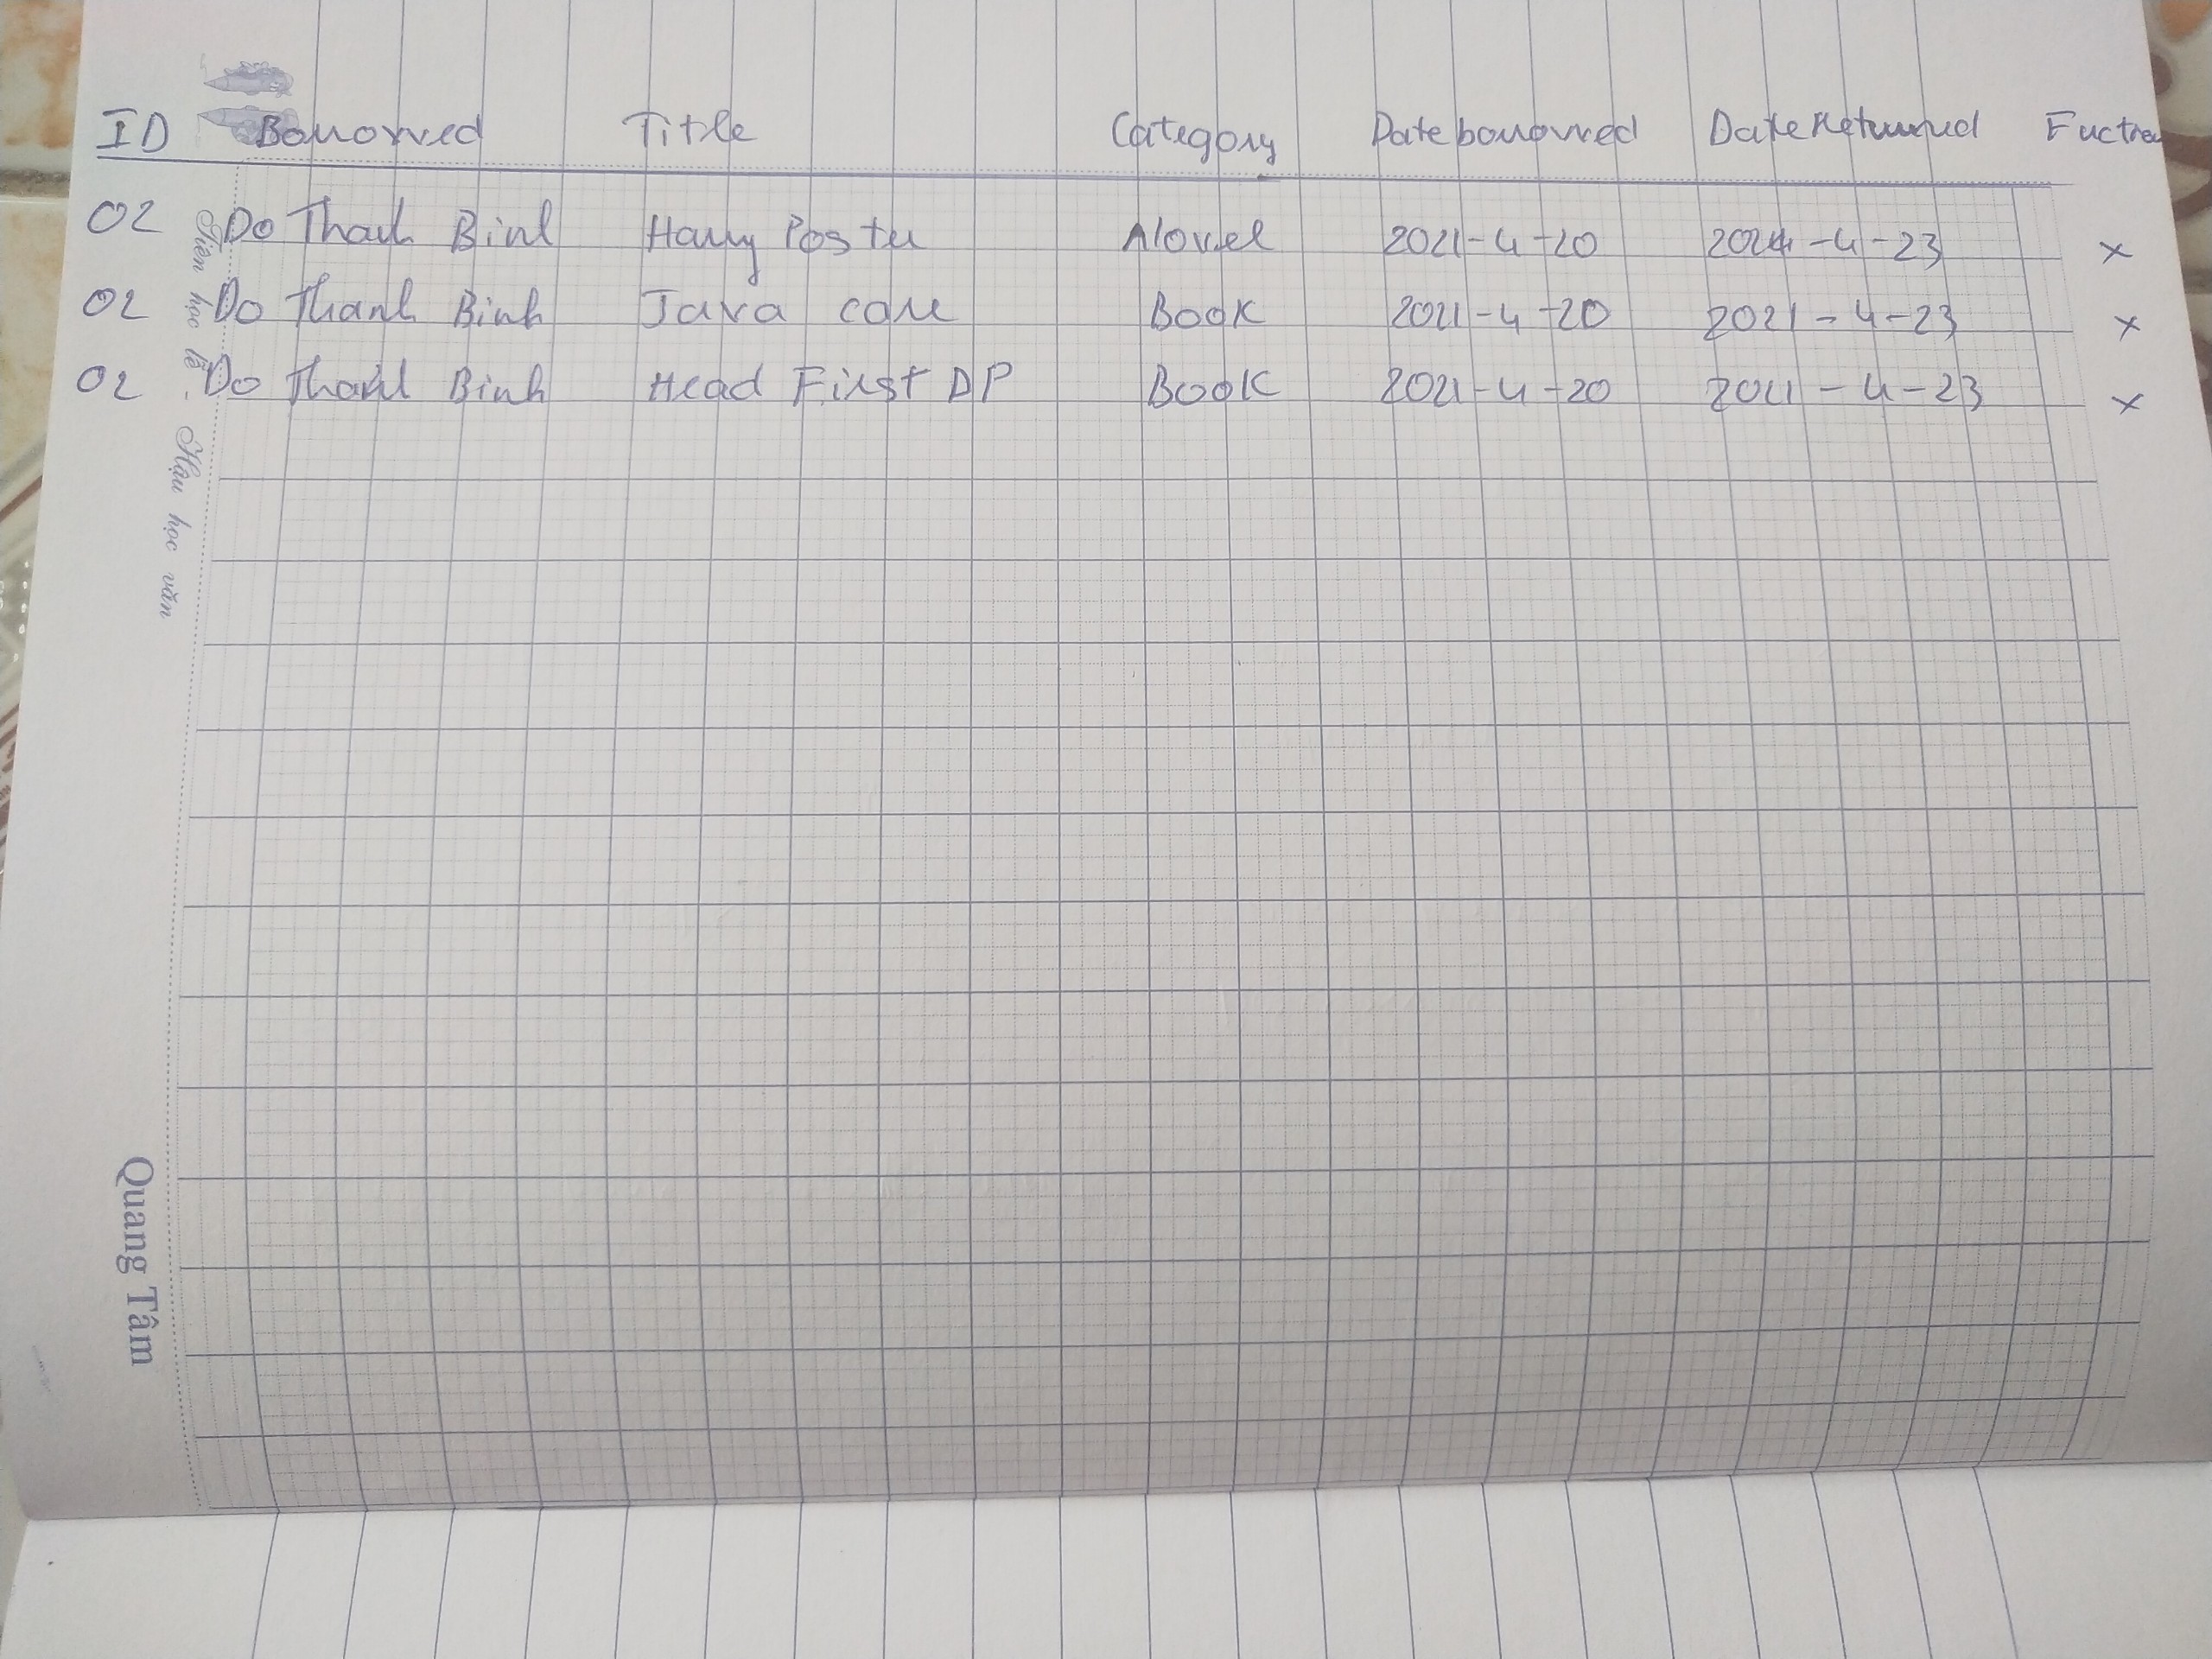 ID Borrowed Title Category Date borrowed Date Returned
02 Do Thanh Binh Harry Poster Novel 2021-4-20 2021-4-23 x
02 Do Thanh Binh Java core Book 2021-4-20 2021-4-23 x
02 Do Thanh Binh Head First DP Book 2021-4-20 2021-4-23 x
Tiên học lễ - Hậu học văn
Quang Tâm